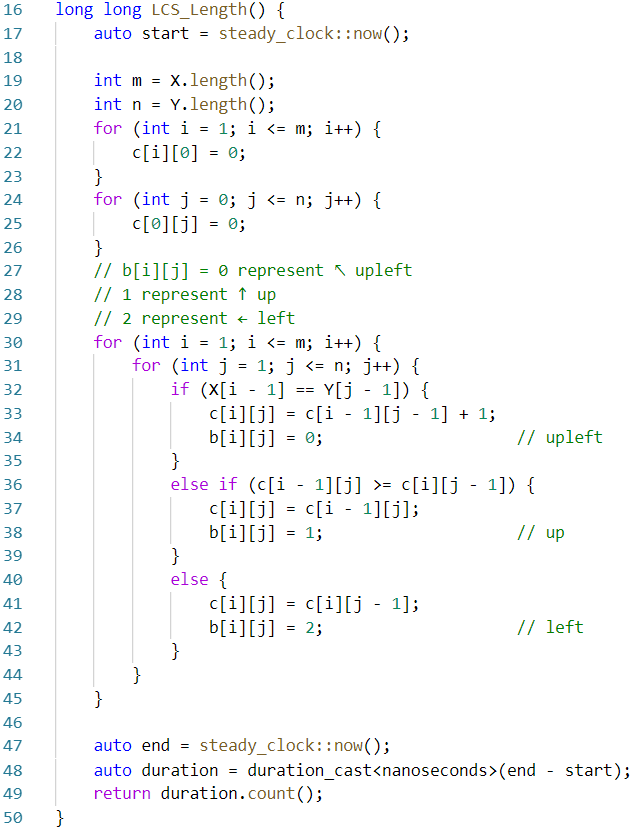 16 long long LCS_Length() {
17     auto start = steady_clock::now();
18
19     int m = X.length();
20     int n = Y.length();
21     for (int i = 1; i <= m; i++) {
22         c[i][0] = 0;
23     }
24     for (int j = 0; j <= n; j++) {
25         c[0][j] = 0;
26     }
27     // b[i][j] = 0 represent ↖ upleft
28     // 1 represent ↑ up
29     // 2 represent ← left
30     for (int i = 1; i <= m; i++) {
31         for (int j = 1; j <= n; j++) {
32             if (X[i - 1] == Y[j - 1]) {
33                 c[i][j] = c[i - 1][j - 1] + 1;
34                 b[i][j] = 0;                    // upleft
35             }
36             else if (c[i - 1][j] >= c[i][j - 1]) {
37                 c[i][j] = c[i - 1][j];
38                 b[i][j] = 1;                    // up
39             }
40             else {
41                 c[i][j] = c[i][j - 1];
42                 b[i][j] = 2;                    // left
43             }
44         }
45     }
46
47     auto end = steady_clock::now();
48     auto duration = duration_cast<nanoseconds>(end - start);
49     return duration.count();
50 }